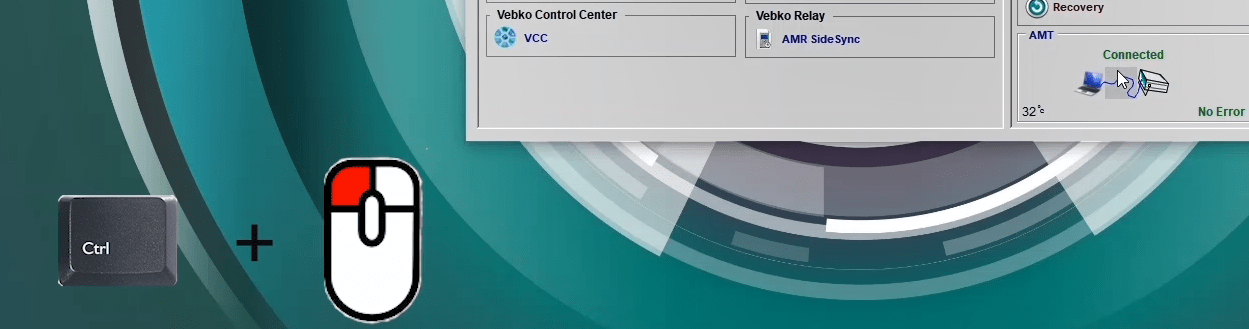 Vebko Control Center
VCC
Vebko Relay
AMR SideSync
Recovery
AMT
Connected
32°c
No Error
Ctrl
+